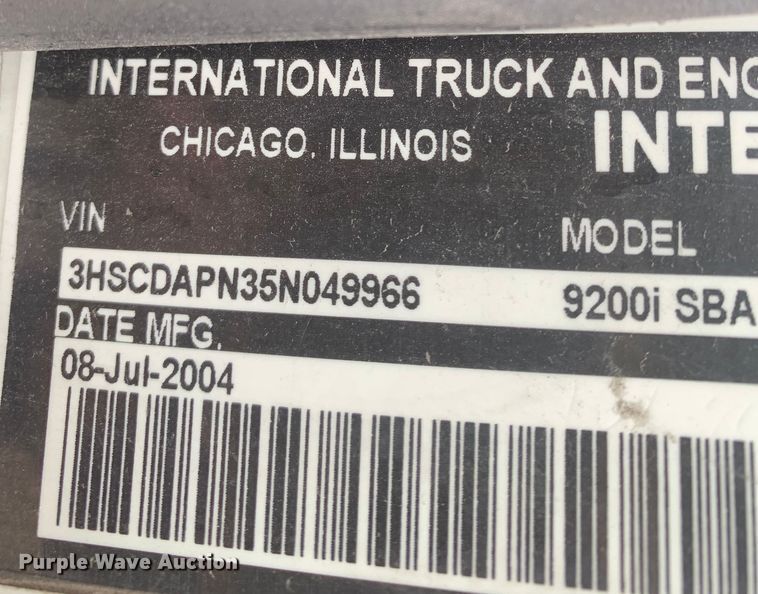 INTERNATIONAL TRUCK AND ENG
CHICAGO, ILLINOIS
INTE
VIN
MODEL
3HSCDAPN35N049966
9200i SBA
DATE MFG.
08-Jul-2004
Purple Wave Auction